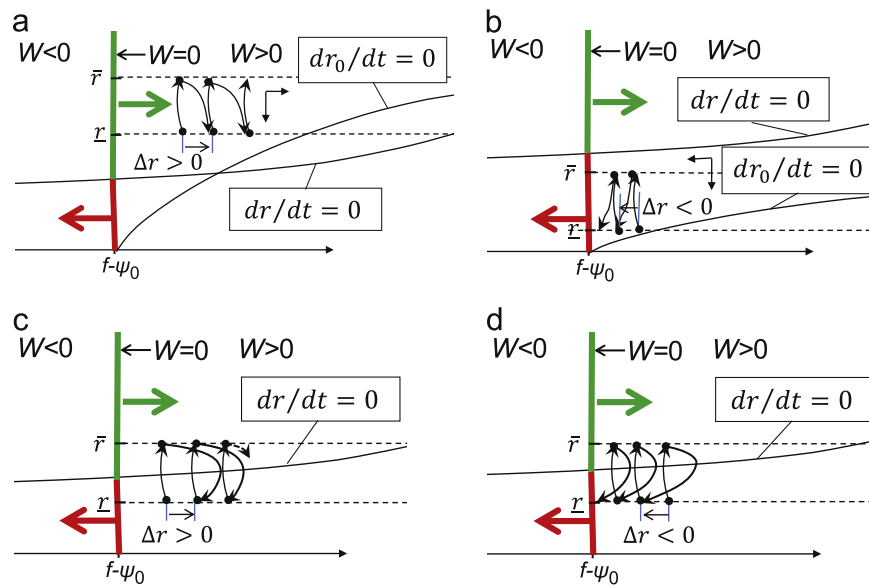 a
W<0
W=0
W>0
dr₀/dt = 0
r̄
r̲
Δr > 0
dr/dt = 0
f-ψ₀
b
W<0
W=0
W>0
dr/dt = 0
r̄
dr₀/dt = 0
Δr < 0
r̲
f-ψ₀
c
W<0
W=0
W>0
dr/dt = 0
r̄
r̲
Δr > 0
f-ψ₀
d
W<0
W=0
W>0
dr/dt = 0
r̄
r̲
Δr < 0
f-ψ₀